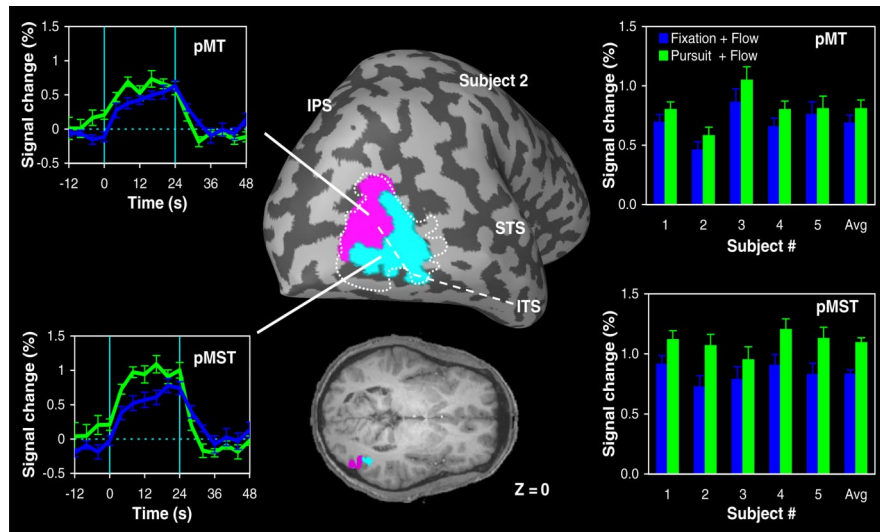 pMT
Signal change (%)
1.5
1
0.5
0
-0.5
-12 0 12 24 36 48
Time (s)
IPS
Subject 2
STS
ITS
Fixation + Flow
Pursuit + Flow
pMT
Signal change (%)
1.5
1.0
0.5
0.0
1 2 3 4 5 Avg
Subject #
pMST
Signal change (%)
1.5
1
0.5
0
-0.5
-12 0 12 24 36 48
Time (s)
Z = 0
pMST
Signal change (%)
1.5
1.0
0.5
0.0
1 2 3 4 5 Avg
Subject #